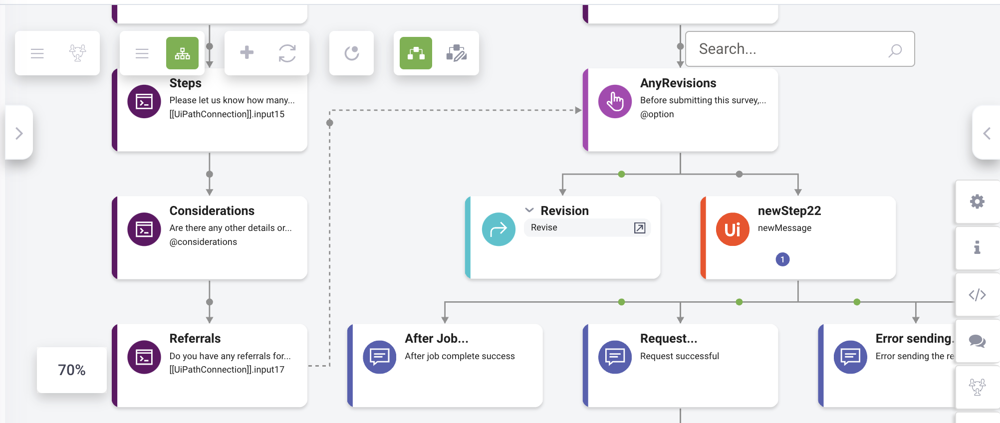 Search...
Steps
Please let us know how many...
[[UiPathConnection]].input15
AnyRevisions
Before submitting this survey,...
@option
Considerations
Are there any other details or...
@considerations
Revision
Revise
newStep22
newMessage
Ui
1
Referrals
Do you have any referrals for...
[[UiPathConnection]].input17
After Job...
After job complete success
Request...
Request successful
Error sending.
Error sending the re
70%